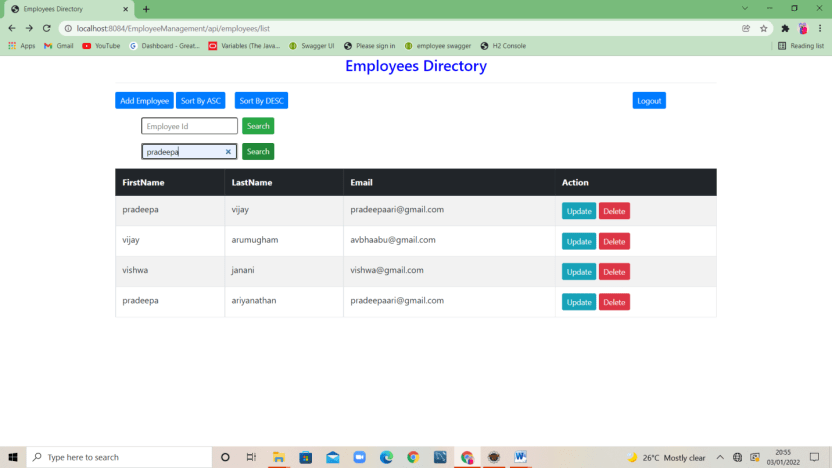 Employees Directory
localhost:8084/EmployeeManagement/api/employees/list
Apps Gmail YouTube Dashboard - Great... Variables (The Java... Swagger UI Please sign in employee swagger H2 Console Reading list
Employees Directory
Add Employee Sort By ASC Sort By DESC Logout
Employee Id Search
pradeepa Search
FirstName LastName Email Action
pradeepa vijay pradeepaari@gmail.com Update Delete
vijay arumugham avbhaabu@gmail.com Update Delete
vishwa janani vishwa@gmail.com Update Delete
pradeepa ariyanathan pradeepaari@gmail.com Update Delete
Type here to search 26°C Mostly clear 20:55
03/01/2022